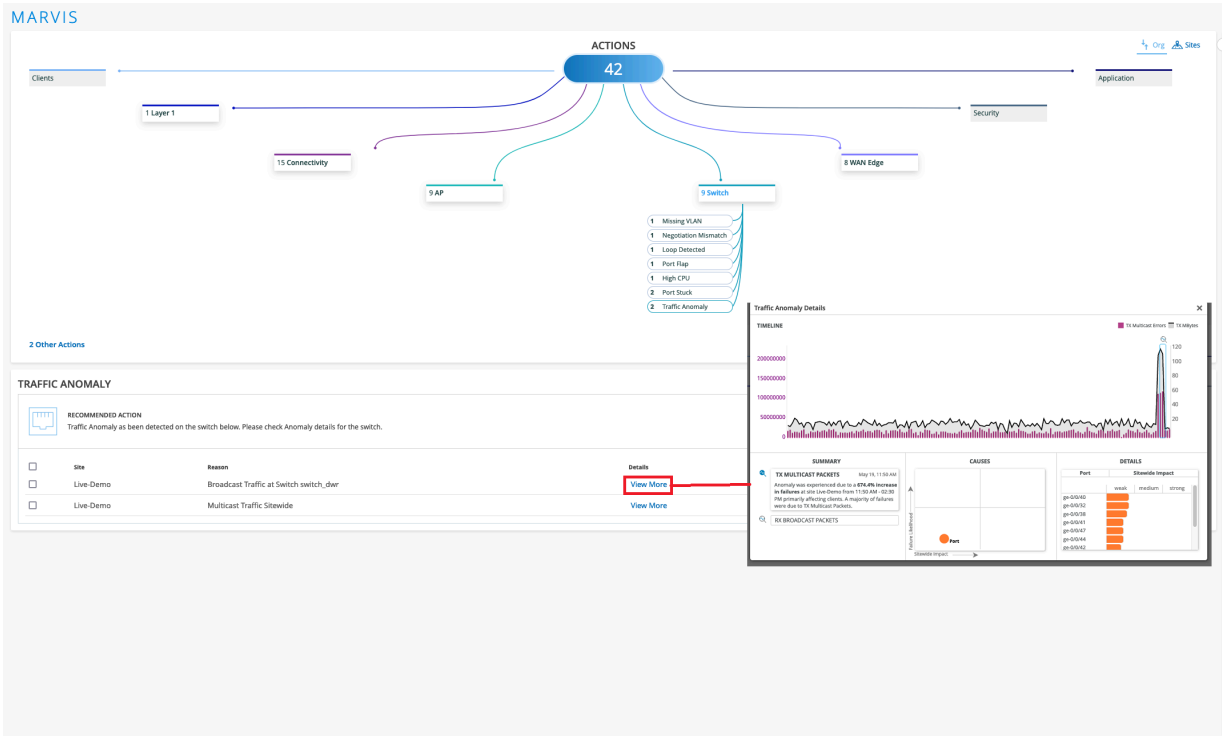 MARVIS
ACTIONS
42
Org
Sites
Clients
Application
1 Layer 1
Security
15 Connectivity
8 WAN Edge
9 AP
9 Switch
1 Missing VLAN
1 Negotiation Mismatch
1 Loop Detected
1 Port Flap
1 High CPU
2 Port Stuck
2 Traffic Anomaly
2 Other Actions
TRAFFIC ANOMALY
RECOMMENDED ACTION
Traffic Anomaly as been detected on the switch below. Please check Anomaly details for the switch.
Site Reason Details
Live-Demo Broadcast Traffic at Switch switch_dwr View More
Live-Demo Multicast Traffic Sitewide View More
Traffic Anomaly Details
TIMELINE
TX Multicast Errors TX MBytes
200000000
150000000
100000000
50000000
0
120
100
80
60
40
20
SUMMARY
TX MULTICAST PACKETS May 19, 11:50 AM
Anomaly was experienced due to a 674.4% increase
in failures at site Live-Demo from 11:50 AM - 02:30
PM primarily affecting clients. A majority of failures
were due to TX Multicast Packets.
RX BROADCAST PACKETS
CAUSES
Failure Likelihood
Port
Sitewide Impact
DETAILS
Port Sitewide Impact
weak medium strong
ge-0/0/40
ge-0/0/32
ge-0/0/38
ge-0/0/41
ge-0/0/47
ge-0/0/44
ge-0/0/42